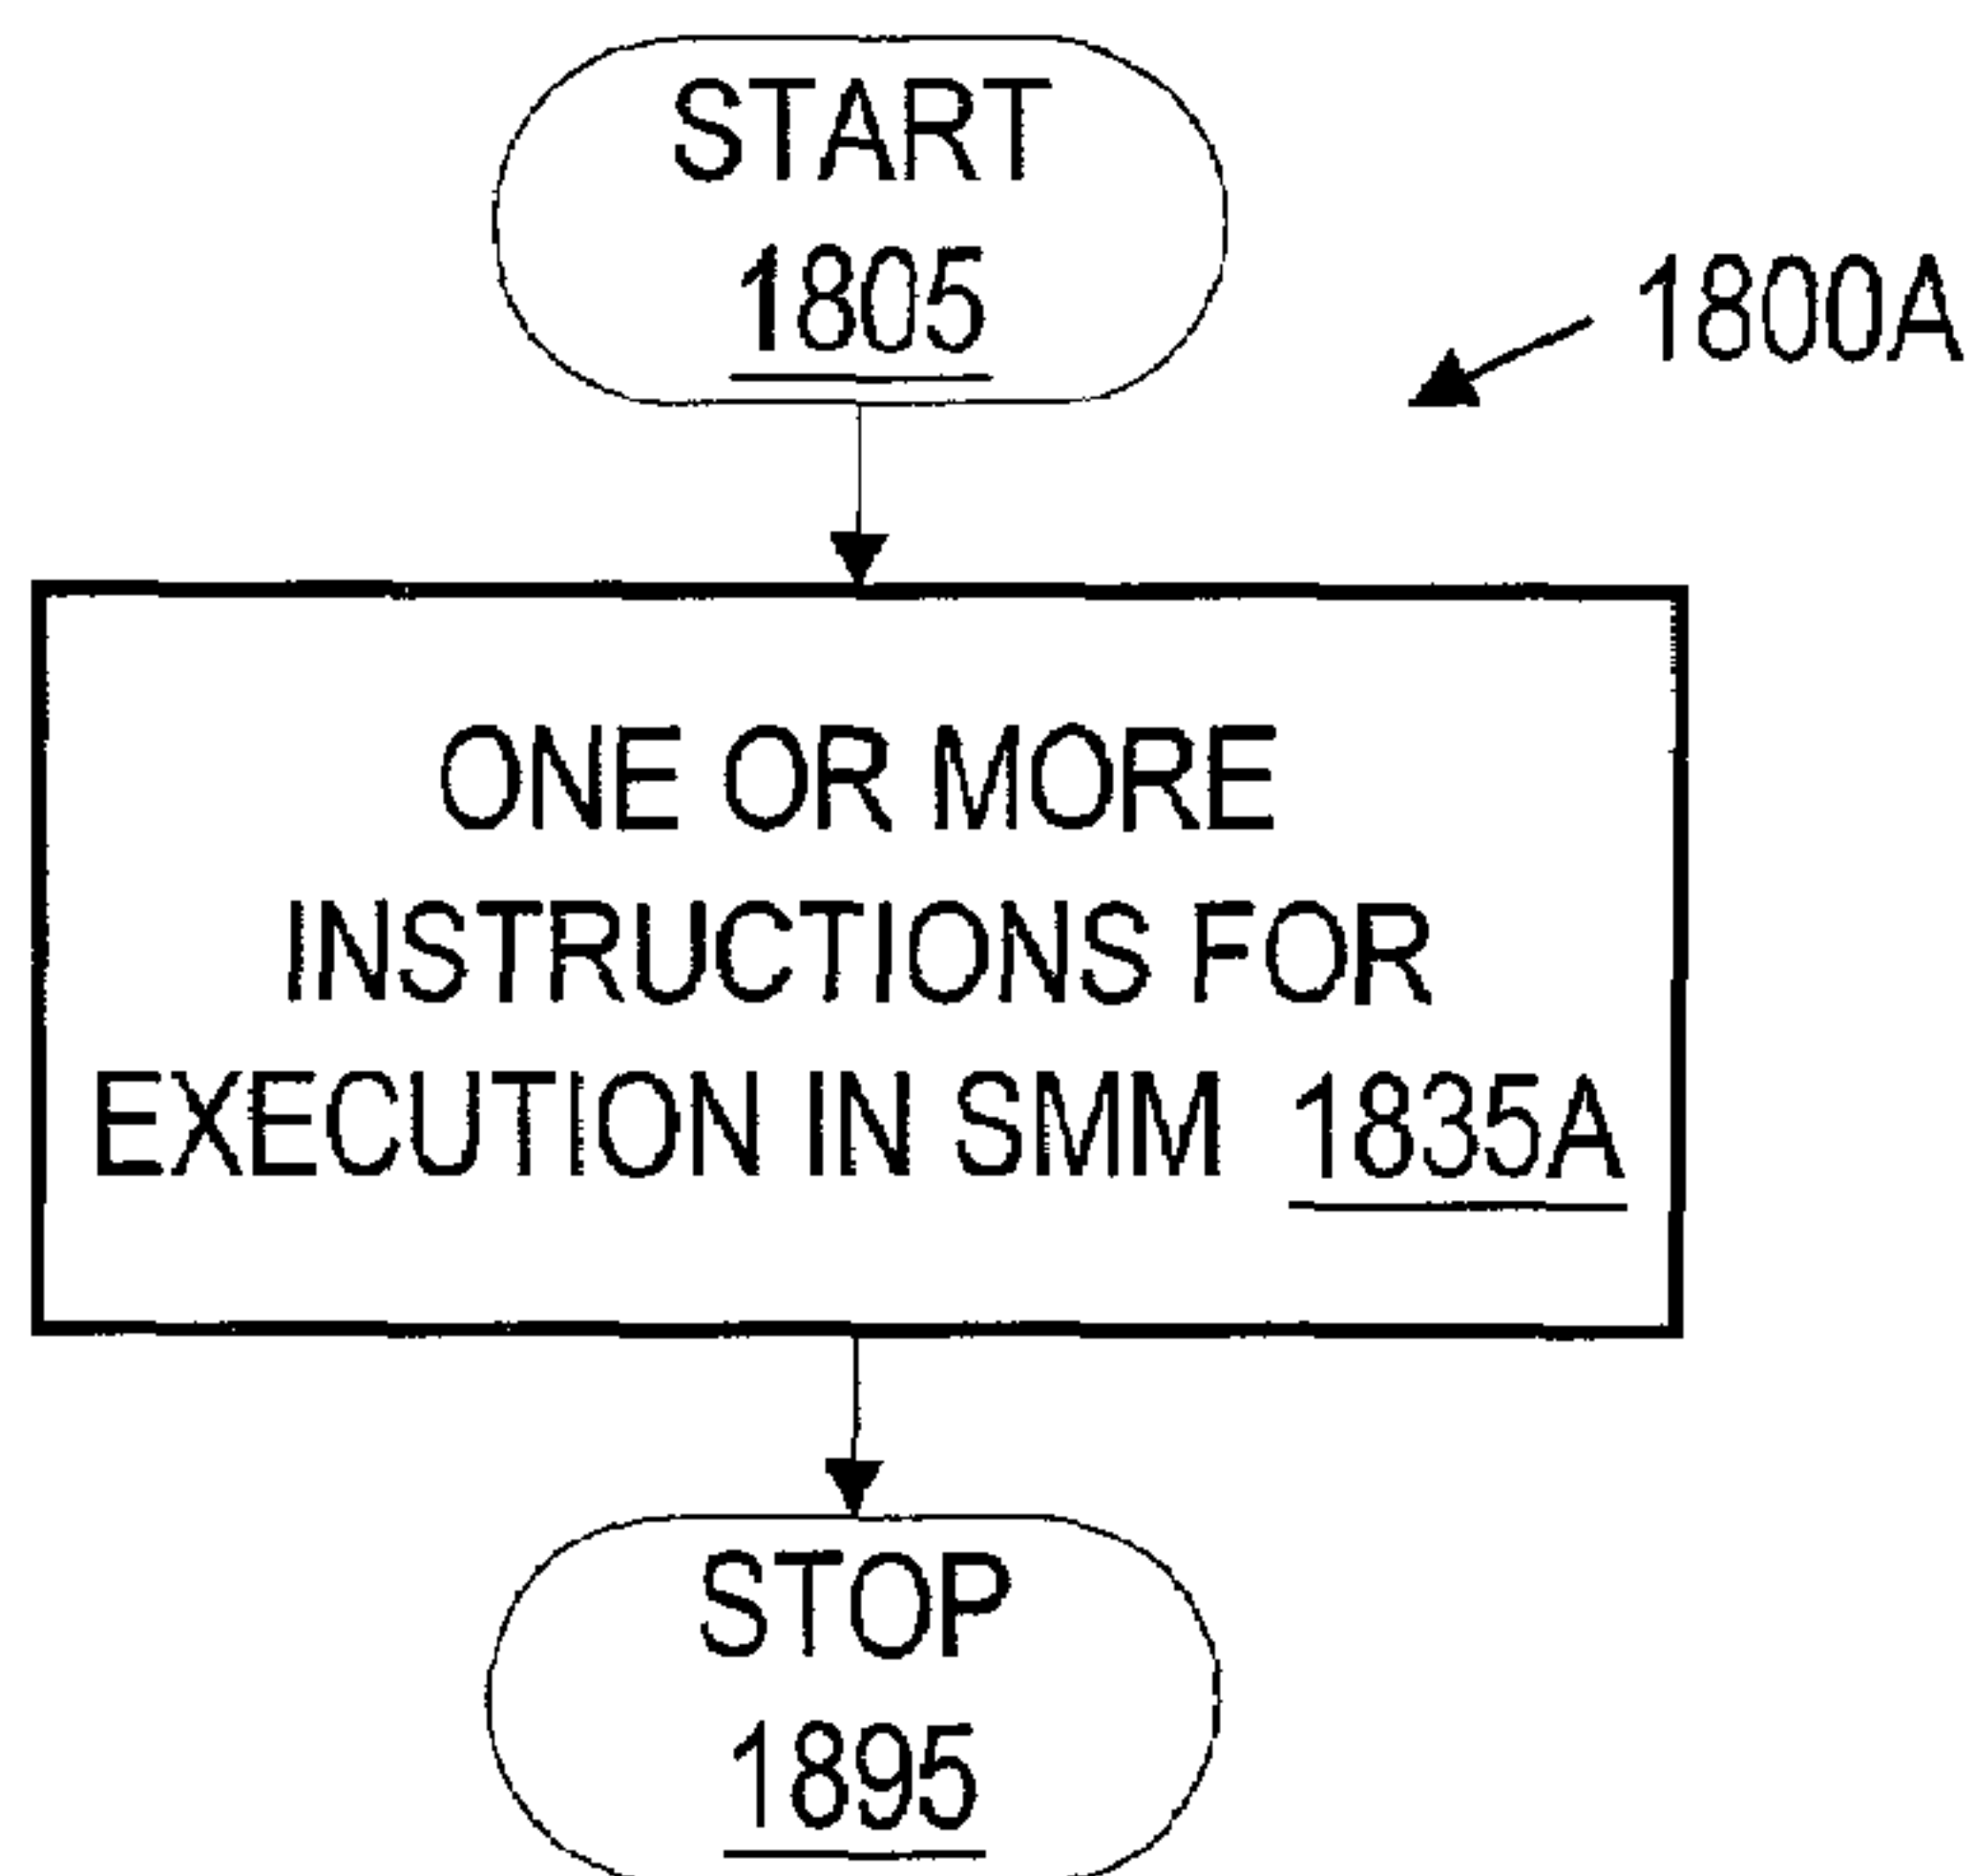 START
1805
1800A
ONE OR MORE
INSTRUCTIONS FOR
EXECUTION IN SMM 1835A
STOP
1895